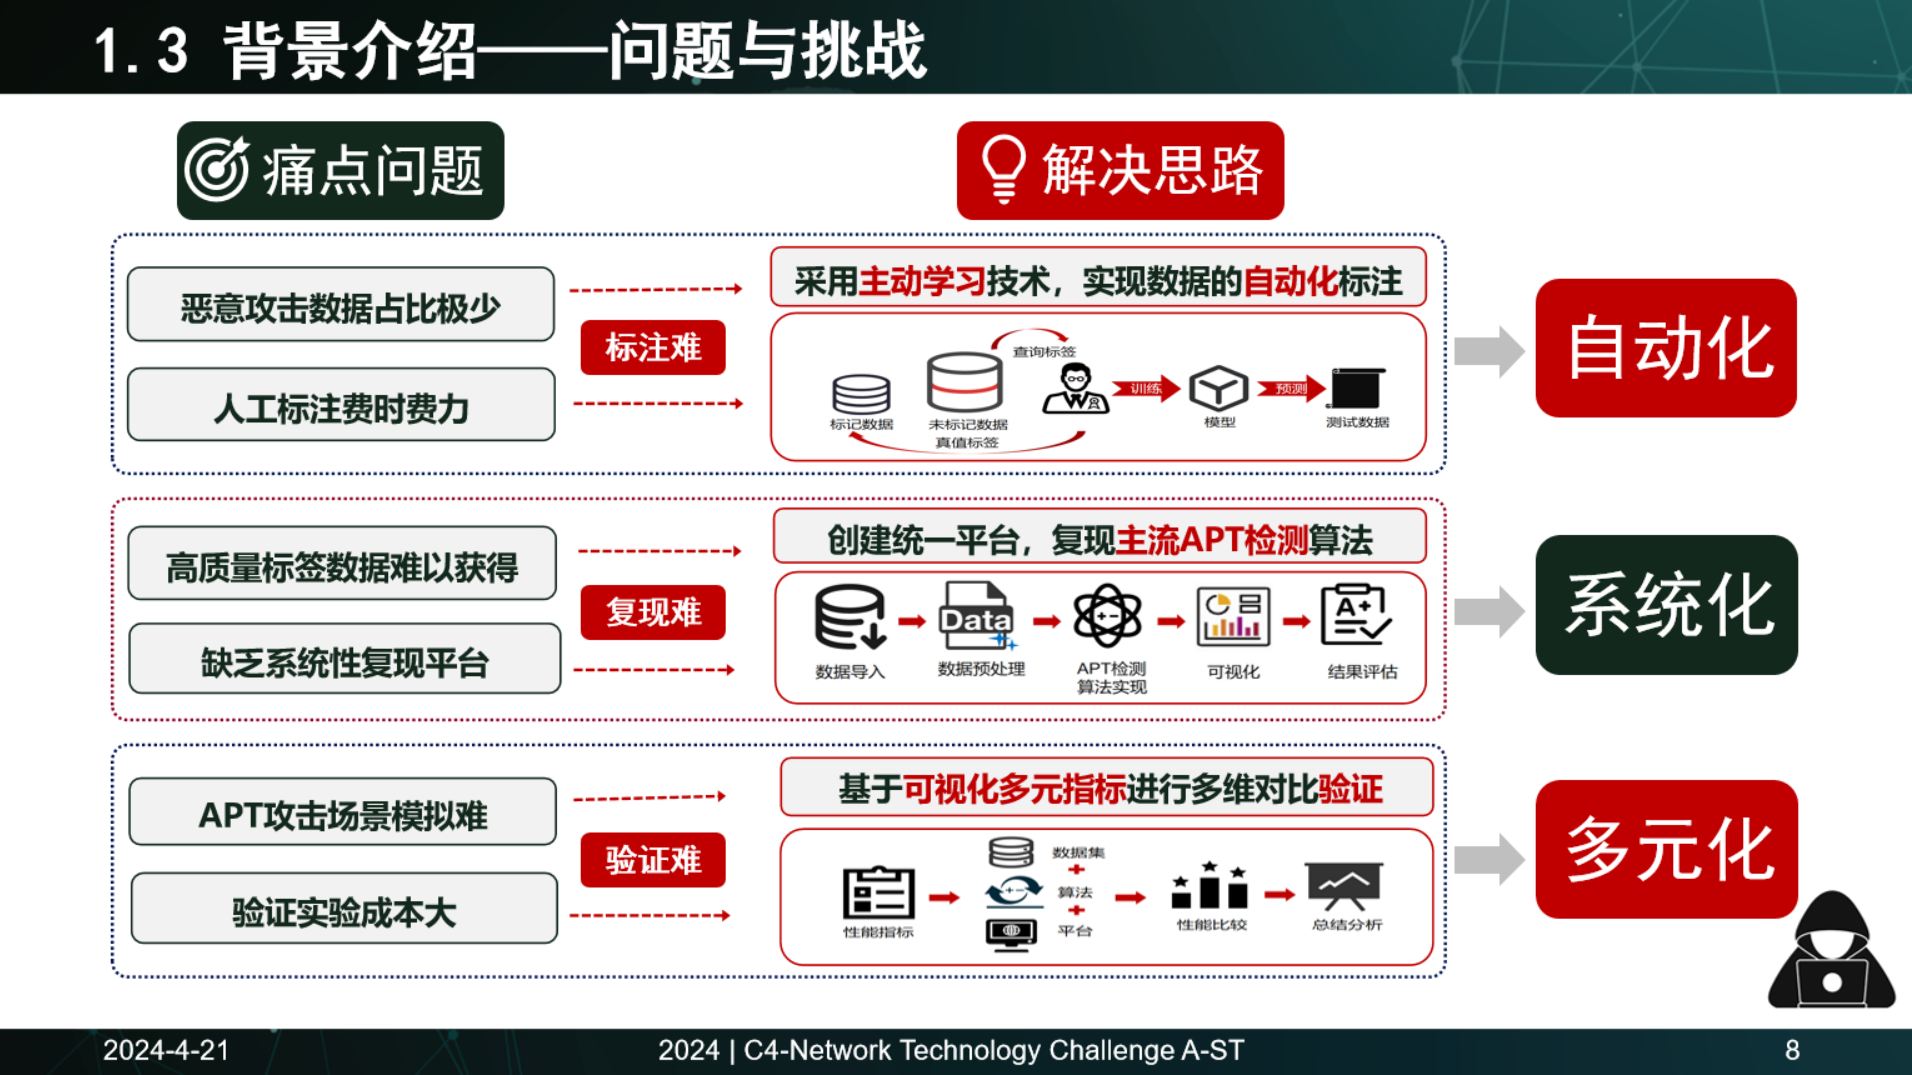 1.3 背景介绍——问题与挑战
痛点问题
解决思路
恶意攻击数据占比极少
人工标注费时费力
标注难
采用主动学习技术，实现数据的自动化标注
查询标签
标记数据
未标记数据
真值标签
训练
模型
预测
测试数据
自动化
高质量标签数据难以获得
缺乏系统性复现平台
复现难
创建统一平台，复现主流APT检测算法
Data
A+
数据导入
数据预处理
APT检测
算法实现
可视化
结果评估
系统化
APT攻击场景模拟难
验证实验成本大
验证难
基于可视化多元指标进行多维对比验证
性能指标
数据集
算法
平台
性能比较
总结分析
多元化
2024-4-21
2024 | C4-Network Technology Challenge A-ST
8